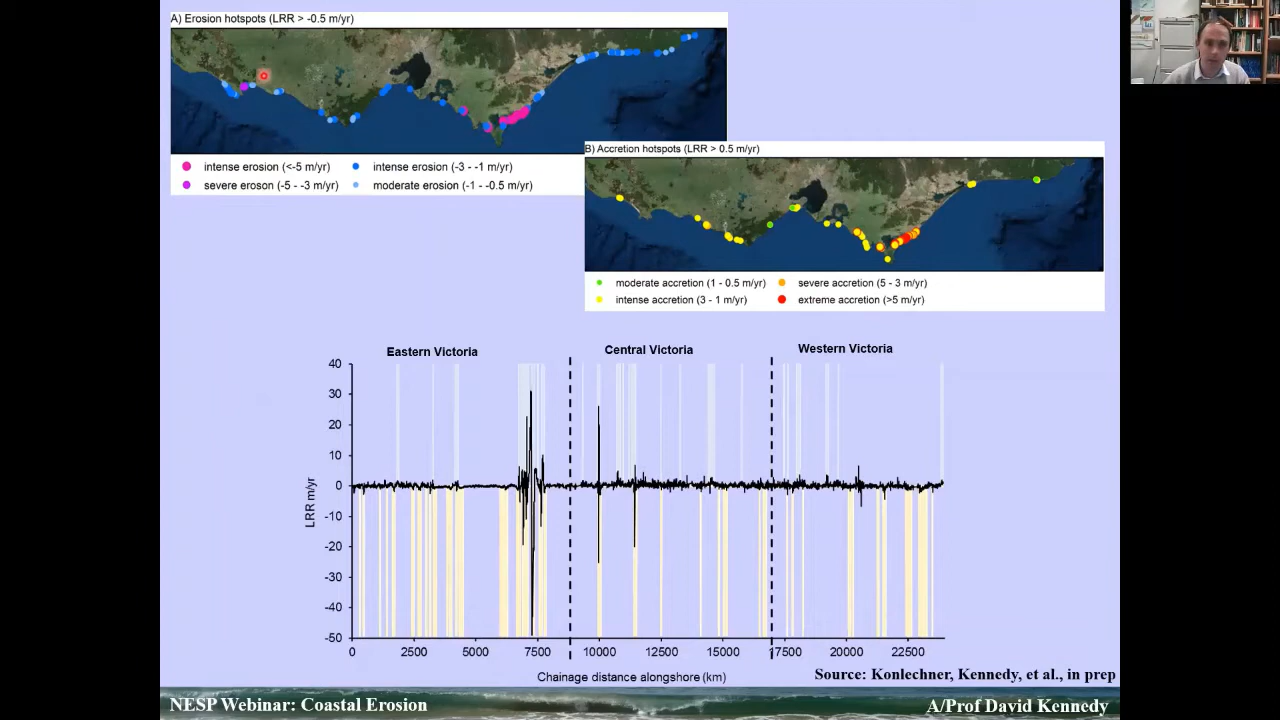 A) Erosion hotspots (LRR > -0.5 m/yr)
intense erosion (<-5 m/yr)
intense erosion (-3 - -1 m/yr)
severe eroson (-5 - -3 m/yr)
moderate erosion (-1 - -0.5 m/yr)
B) Accretion hotspots (LRR > 0.5 m/yr)
moderate accretion (1 - 0.5 m/yr)
severe accretion (5 - 3 m/yr)
intense accretion (3 - 1 m/yr)
extreme accretion (>5 m/yr)
Eastern Victoria
Central Victoria
Western Victoria
40
30
20
10
0
-10
-20
-30
-40
-50
LRR m/yr
0 2500 5000 7500 10000 12500 15000 17500 20000 22500
Chainage distance alongshore (km)
Source: Konlechner, Kennedy, et al., in prep
NESP Webinar: Coastal Erosion
A/Prof David Kennedy